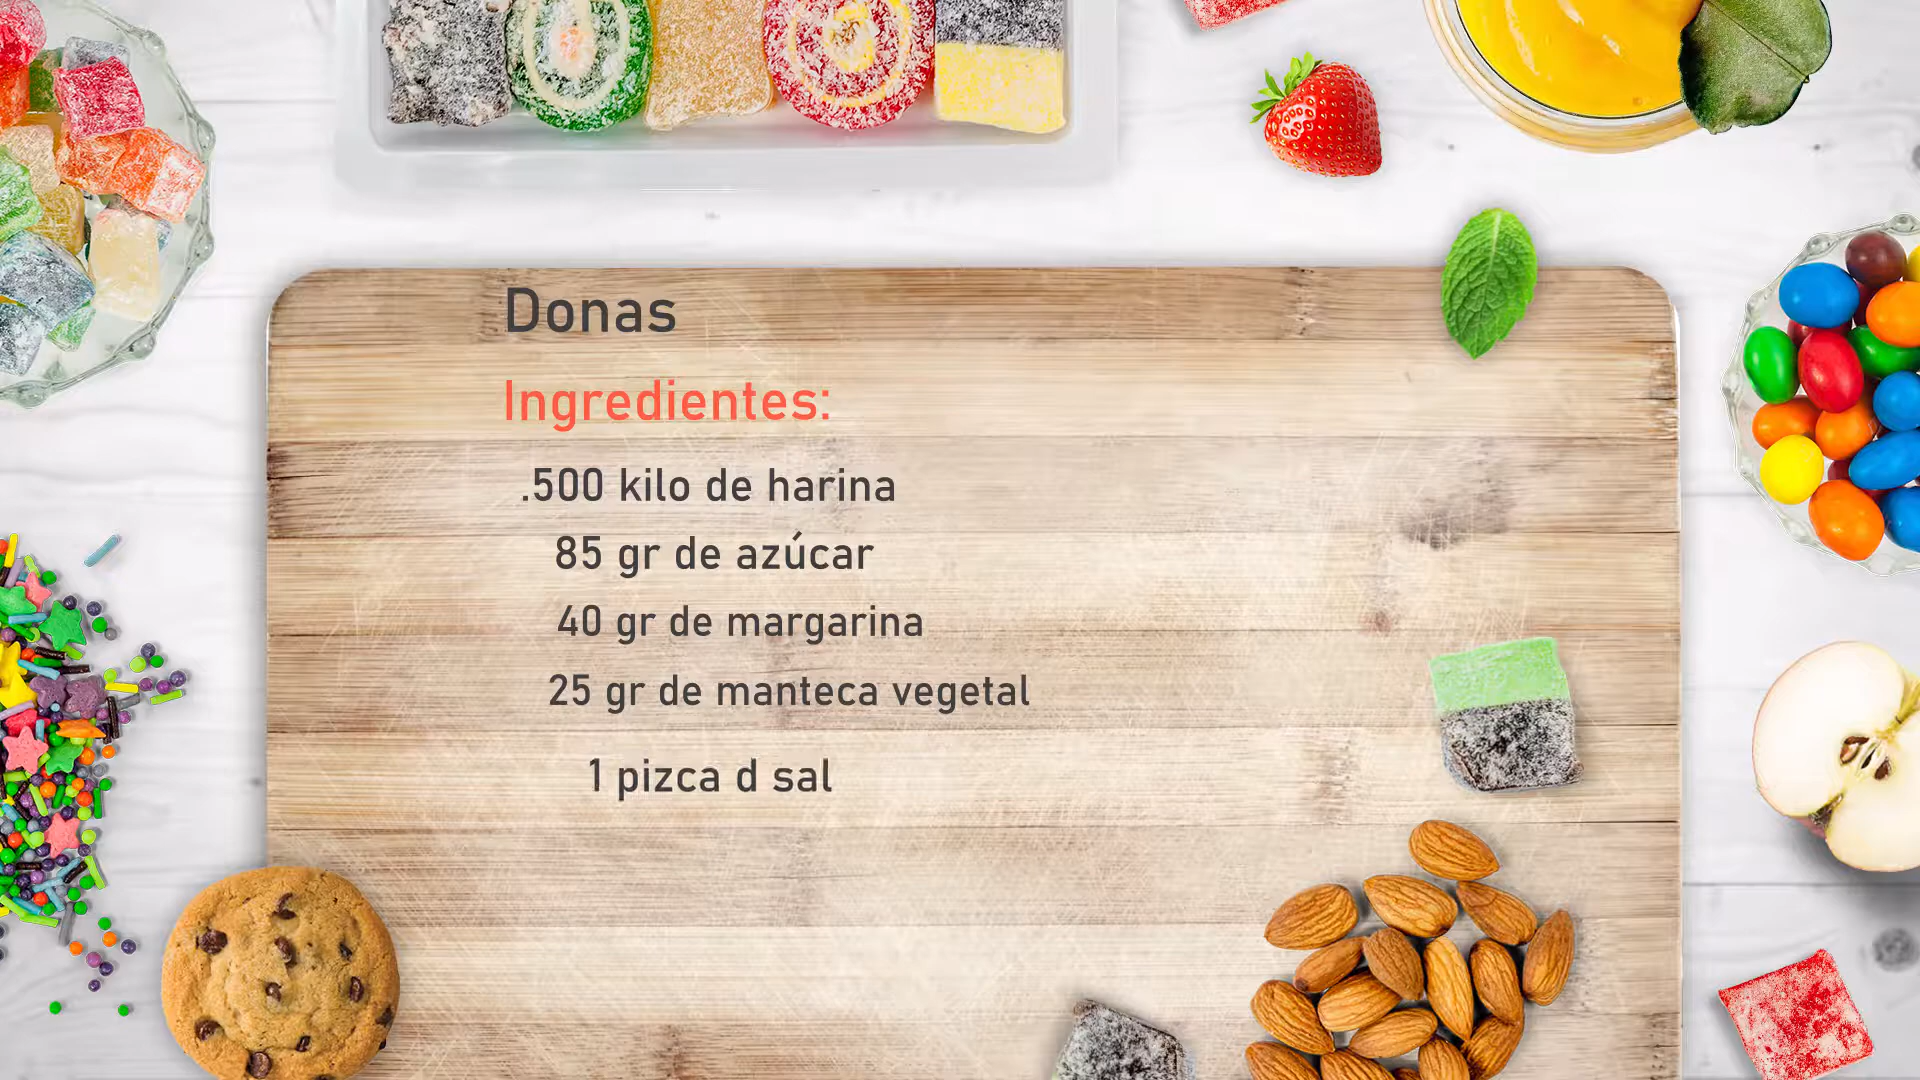 Donas
Ingredientes:
.500 kilo de harina
85 gr de azúcar
40 gr de margarina
25 gr de manteca vegetal
1 pizca d sal